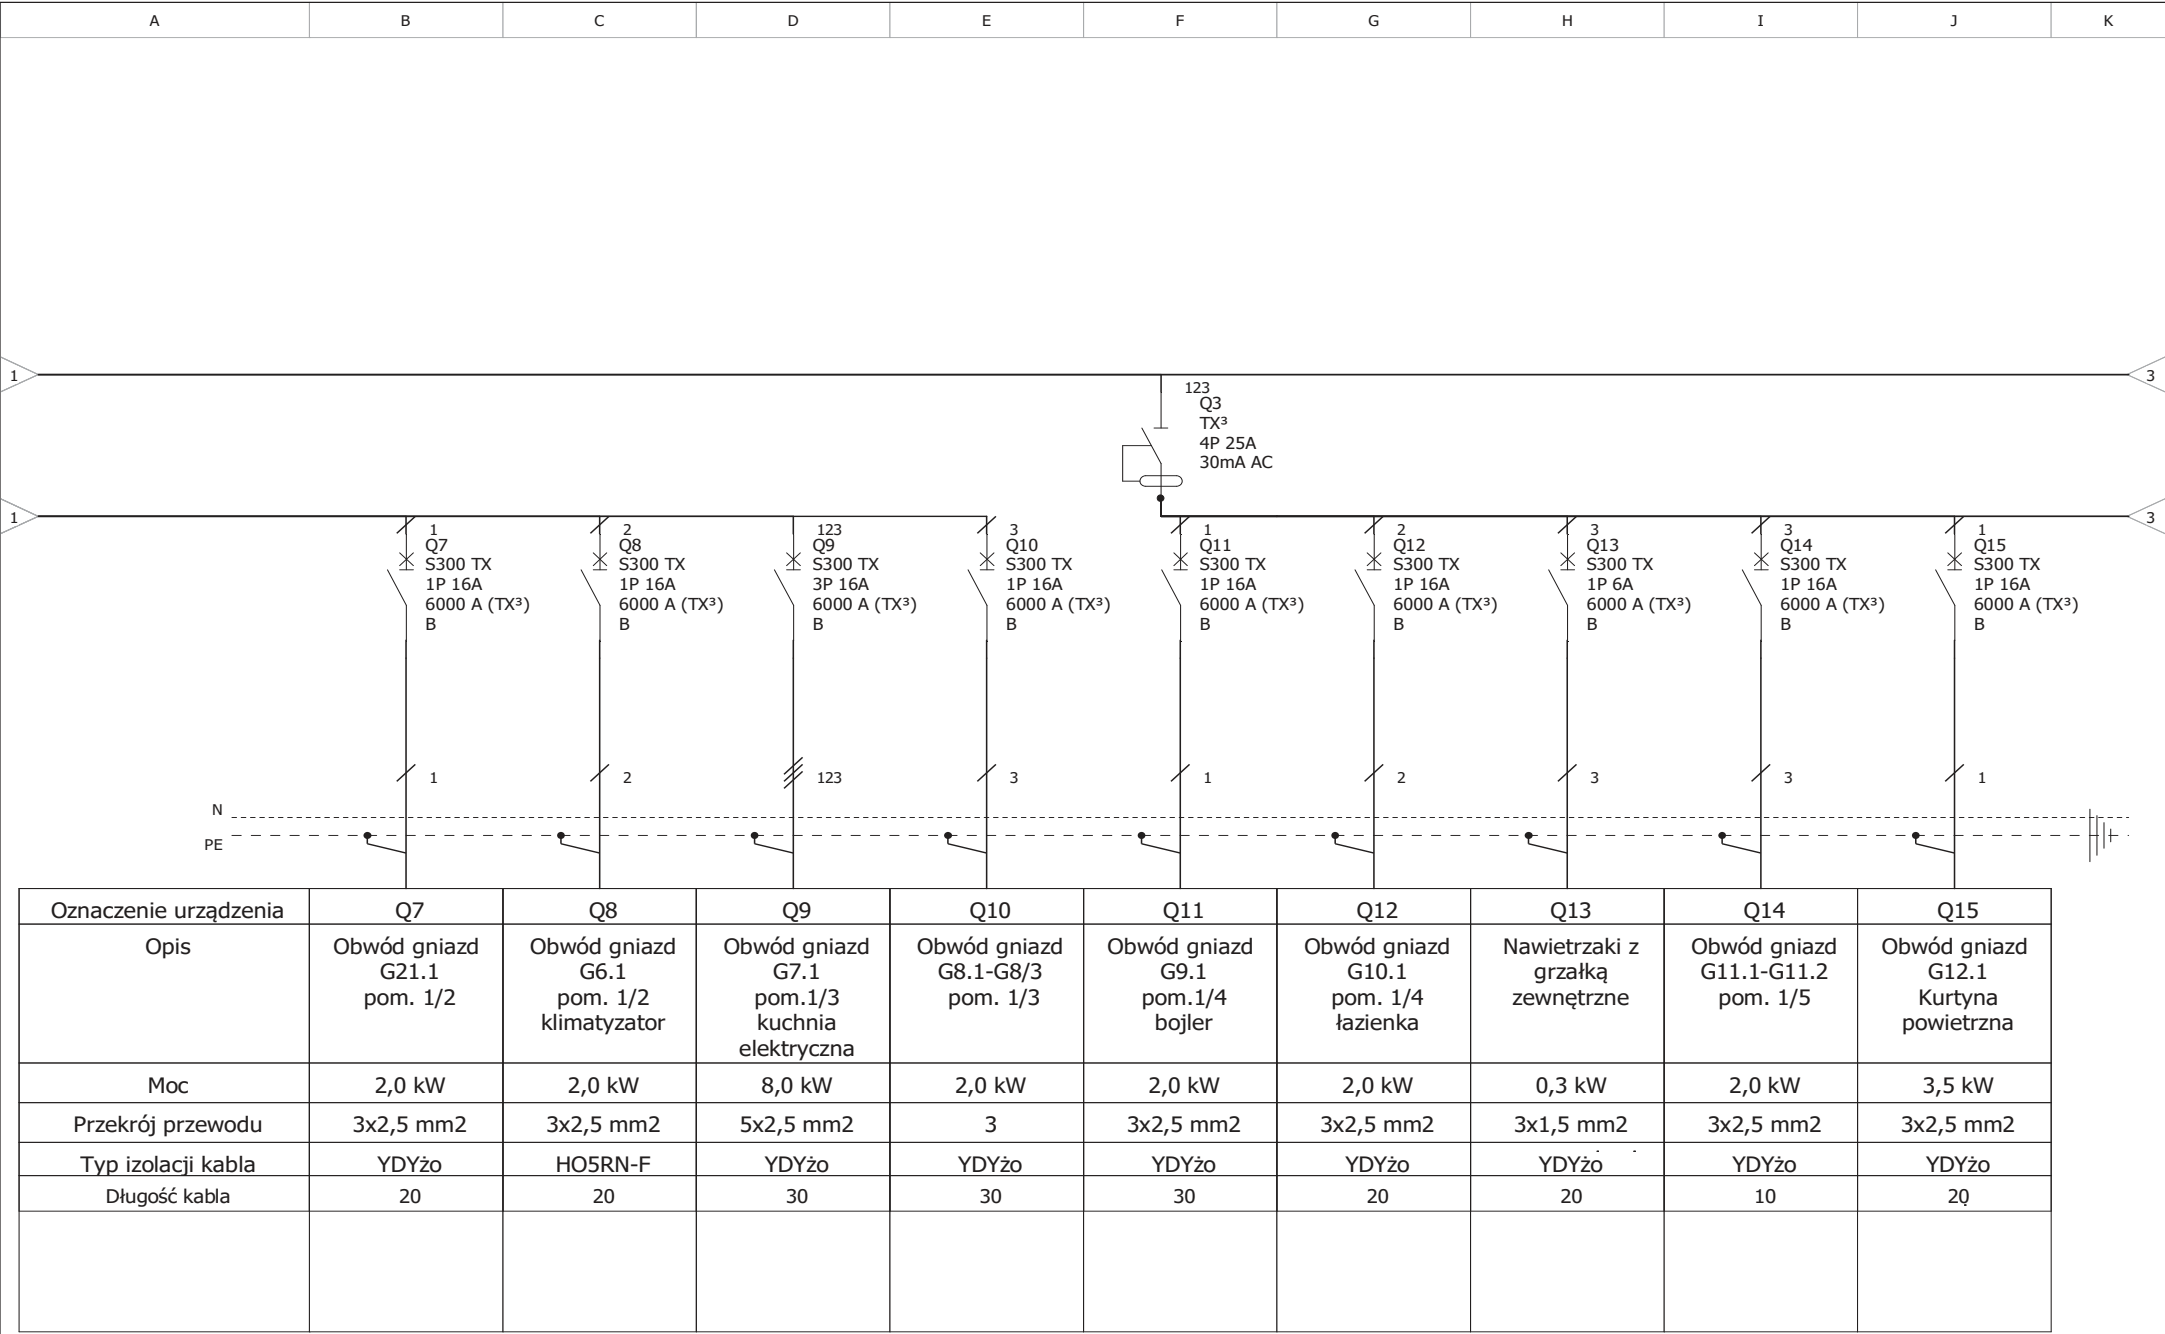 A B C D E F G H I J K
1
3
123
Q3
TX³
4P 25A
30mA AC
1
3
1
Q7
S300 TX
1P 16A
6000 A (TX³)
B
2
Q8
S300 TX
1P 16A
6000 A (TX³)
B
123
Q9
S300 TX
3P 16A
6000 A (TX³)
B
3
Q10
S300 TX
1P 16A
6000 A (TX³)
B
1
Q11
S300 TX
1P 16A
6000 A (TX³)
B
2
Q12
S300 TX
1P 16A
6000 A (TX³)
B
3
Q13
S300 TX
1P 6A
6000 A (TX³)
B
3
Q14
S300 TX
1P 16A
6000 A (TX³)
B
1
Q15
S300 TX
1P 16A
6000 A (TX³)
B
1 2 123 3 1 2 3 3 1
N
PE
Oznaczenie urządzenia Q7 Q8 Q9 Q10 Q11 Q12 Q13 Q14 Q15
Opis
Obwód gniazd
G21.1
pom. 1/2
Obwód gniazd
G6.1
pom. 1/2
klimatyzator
Obwód gniazd
G7.1
pom.1/3
kuchnia
elektryczna
Obwód gniazd
G8.1-G8/3
pom. 1/3
Obwód gniazd
G9.1
pom.1/4
bojler
Obwód gniazd
G10.1
pom. 1/4
łazienka
Nawietrzaki z
grzałką
zewnętrzne
Obwód gniazd
G11.1-G11.2
pom. 1/5
Obwód gniazd
G12.1
Kurtyna
powietrzna
Moc 2,0 kW 2,0 kW 8,0 kW 2,0 kW 2,0 kW 2,0 kW 0,3 kW 2,0 kW 3,5 kW
Przekrój przewodu 3x2,5 mm2 3x2,5 mm2 5x2,5 mm2 3 3x2,5 mm2 3x2,5 mm2 3x1,5 mm2 3x2,5 mm2 3x2,5 mm2
Typ izolacji kabla YDYżo HO5RN-F YDYżo YDYżo YDYżo YDYżo YDYżo YDYżo YDYżo
Długość kabla 20 20 30 30 30 20 20 10 20